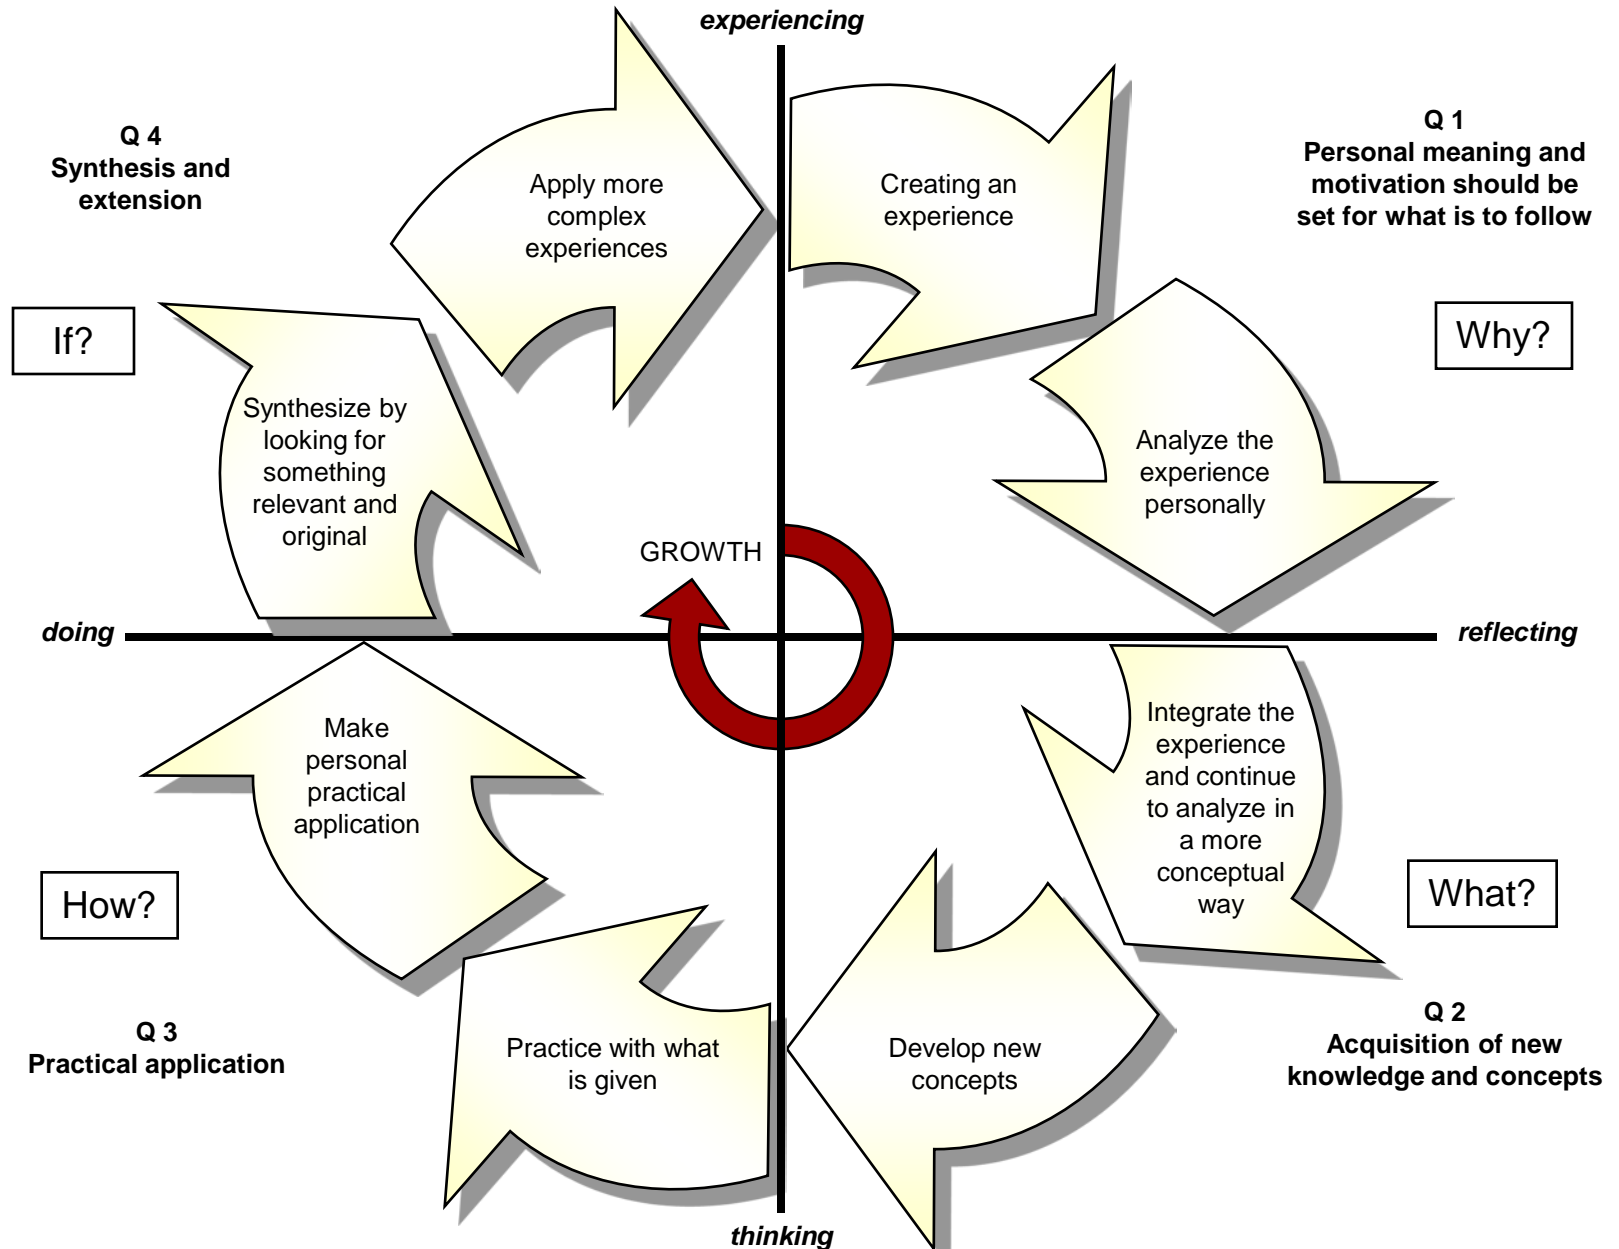 experiencing
Q 4
Synthesis and
extension
Apply more
complex
experiences
Creating an
experience
Q 1
Personal meaning and
motivation should be
set for what is to follow
If?
Why?
Synthesize by
looking for
something
relevant and
original
Analyze the
experience
personally
GROWTH
doing
reflecting
Make
personal
practical
application
Integrate the
experience
and continue
to analyze in
a more
conceptual
way
How?
What?
Q 3
Practical application
Practice with what
is given
Develop new
concepts
Q 2
Acquisition of new
knowledge and concepts
thinking